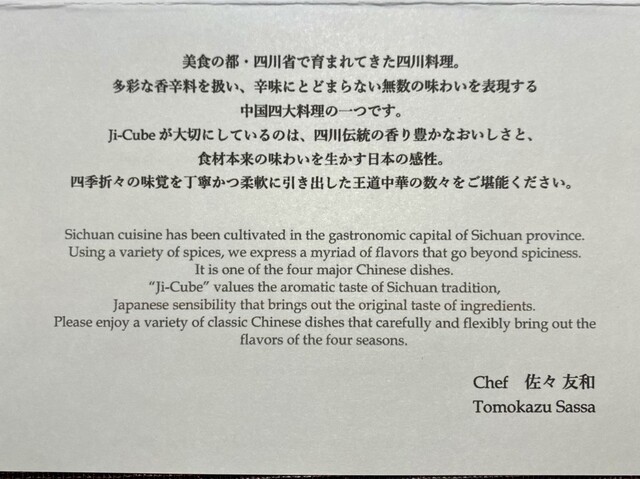 美食の都・四川省で育まれてきた四川料理。
多彩な香辛料を扱い、辛味にとどまらない無数の味わいを表現する
中国四大料理の一つです。
Ji-Cube が大切にしているのは、四川伝統の香り豊かなおいしさと、
食材本来の味わいを生かす日本の感性。
四季折々の味覚を丁寧かつ柔軟に引き出した王道中華の数々をご堪能ください。
Sichuan cuisine has been cultivated in the gastronomic capital of Sichuan province.
Using a variety of spices, we express a myriad of flavors that go beyond spiciness.
It is one of the four major Chinese dishes.
“Ji-Cube” values the aromatic taste of Sichuan tradition,
Japanese sensibility that brings out the original taste of ingredients.
Please enjoy a variety of classic Chinese dishes that carefully and flexibly bring out the
flavors of the four seasons.
Chef 佐々 友和
Tomokazu Sassa